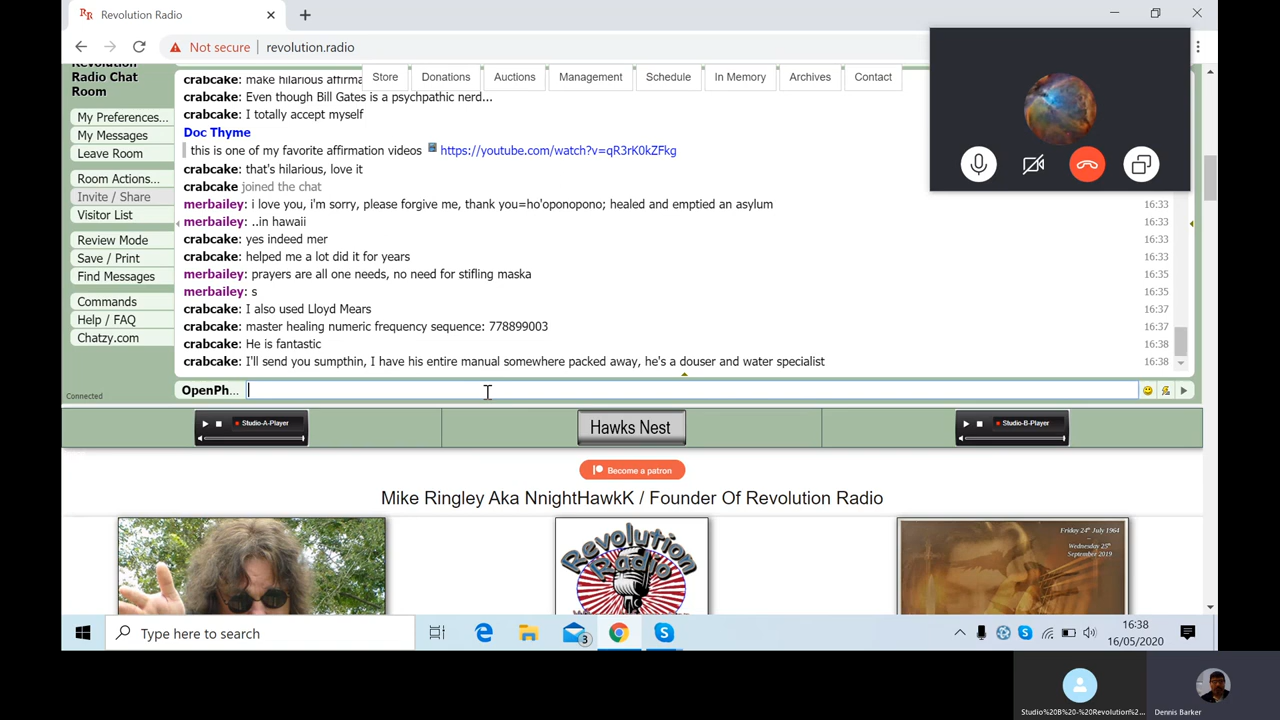 RR Revolution Radio
Not secure revolution.radio
Store Donations Auctions Management Schedule In Memory Archives Contact
Revolution
Radio Chat
Room
My Preferences...
My Messages
Leave Room
Room Actions...
Invite / Share
Visitor List
Review Mode
Save / Print
Find Messages
Commands
Help / FAQ
Chatzy.com
Connected
crabcake: make hilarious affirma
crabcake: Even though Bill Gates is a psychpathic nerd...
crabcake: I totally accept myself
Doc Thyme
this is one of my favorite affirmation videos https://youtube.com/watch?v=qR3rK0kZFkg
crabcake: that's hilarious, love it
crabcake joined the chat
merbailey: i love you, i'm sorry, please forgive me, thank you=ho'oponopono; healed and emptied an asylum 16:33
merbailey: ..in hawaii 16:33
crabcake: yes indeed mer 16:33
crabcake: helped me a lot did it for years 16:33
merbailey: prayers are all one needs, no need for stifling maska 16:35
merbailey: s 16:35
crabcake: I also used Lloyd Mears 16:37
crabcake: master healing numeric frequency sequence: 778899003 16:37
crabcake: He is fantastic 16:38
crabcake: I'll send you sumpthin, I have his entire manual somewhere packed away, he's a douser and water specialist 16:38
OpenPh...
Studio-A-Player
Hawks Nest
Studio-B-Player
Become a patron
Mike Ringley Aka NnightHawkK / Founder Of Revolution Radio
Revolution
Radio
Friday 24th July 1964
–
Wednesday 25th
September 2019
Type here to search
3
16:38
16/05/2020
Studio%20B%20-%20Revolution%2...
Dennis Barker